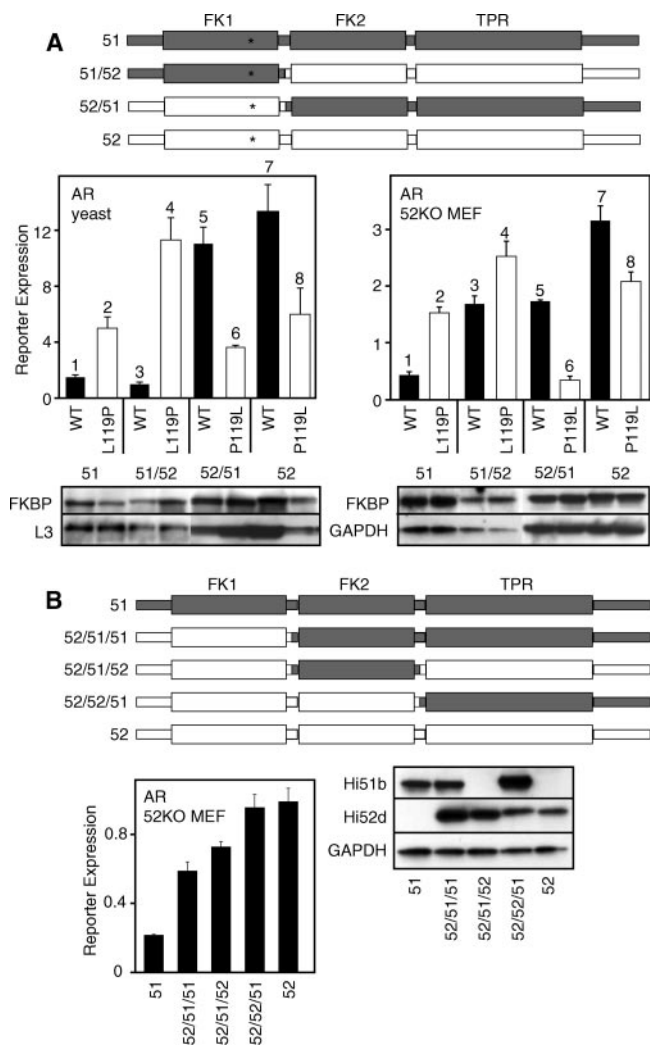 A
FK1 FK2 TPR
51 *
51/52 *
52/51 *
52 *
AR
yeast
Reporter Expression
12
8
4
0
1 2 3 4 5 6 7 8
WT L119P WT L119P WT P119L WT P119L
51 51/52 52/51 52
FKBP
L3
AR
52KO MEF
3
2
1
0
1 2 3 4 5 6 7 8
WT L119P WT L119P WT P119L WT P119L
51 51/52 52/51 52
FKBP
GAPDH
B
FK1 FK2 TPR
51
52/51/51
52/51/52
52/52/51
52
AR
52KO MEF
Reporter Expression
0.8
0.4
0
51 52/51/51 52/51/52 52/52/51 52
Hi51b
Hi52d
GAPDH
51 52/51/51 52/51/52 52/52/51 52